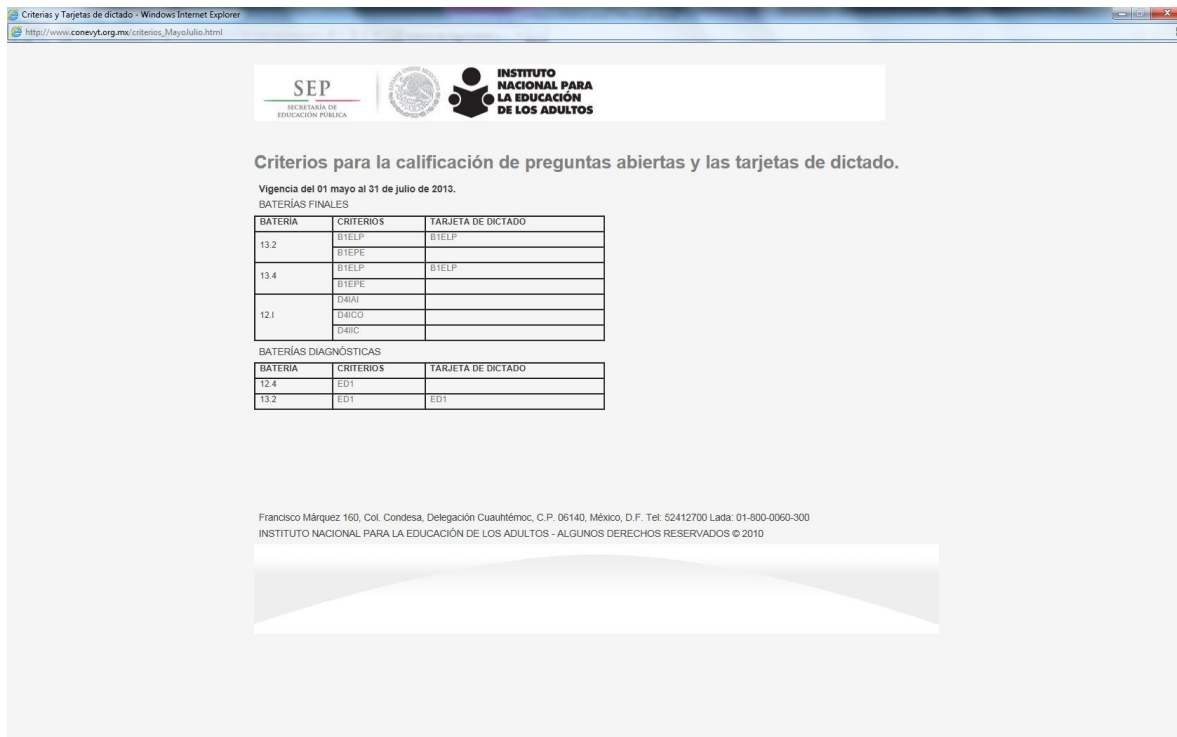 Criterias y Tarjetas de dictado - Windows Internet Explorer
http://www.conevyt.org.mx/criterios_MayoJulio.html
SEP
SECRETARÍA DE
EDUCACIÓN PÚBLICA
INSTITUTO
NACIONAL PARA
LA EDUCACIÓN
DE LOS ADULTOS
Criterios para la calificación de preguntas abiertas y las tarjetas de dictado.
Vigencia del 01 mayo al 31 de julio de 2013.
BATERÍAS FINALES
BATERÍA CRITERIOS TARJETA DE DICTADO
13.2 B1ELP B1ELP
B1EPE
13.4 B1ELP B1ELP
B1EPE
12.I D4IAI
D4ICO
D4IIC
BATERÍAS DIAGNÓSTICAS
BATERÍA CRITERIOS TARJETA DE DICTADO
12.4 ED1
13.2 ED1 ED1
Francisco Márquez 160, Col. Condesa, Delegación Cuauhtémoc, C.P. 06140, México, D.F. Tel: 52412700 Lada: 01-800-0060-300
INSTITUTO NACIONAL PARA LA EDUCACIÓN DE LOS ADULTOS - ALGUNOS DERECHOS RESERVADOS © 2010